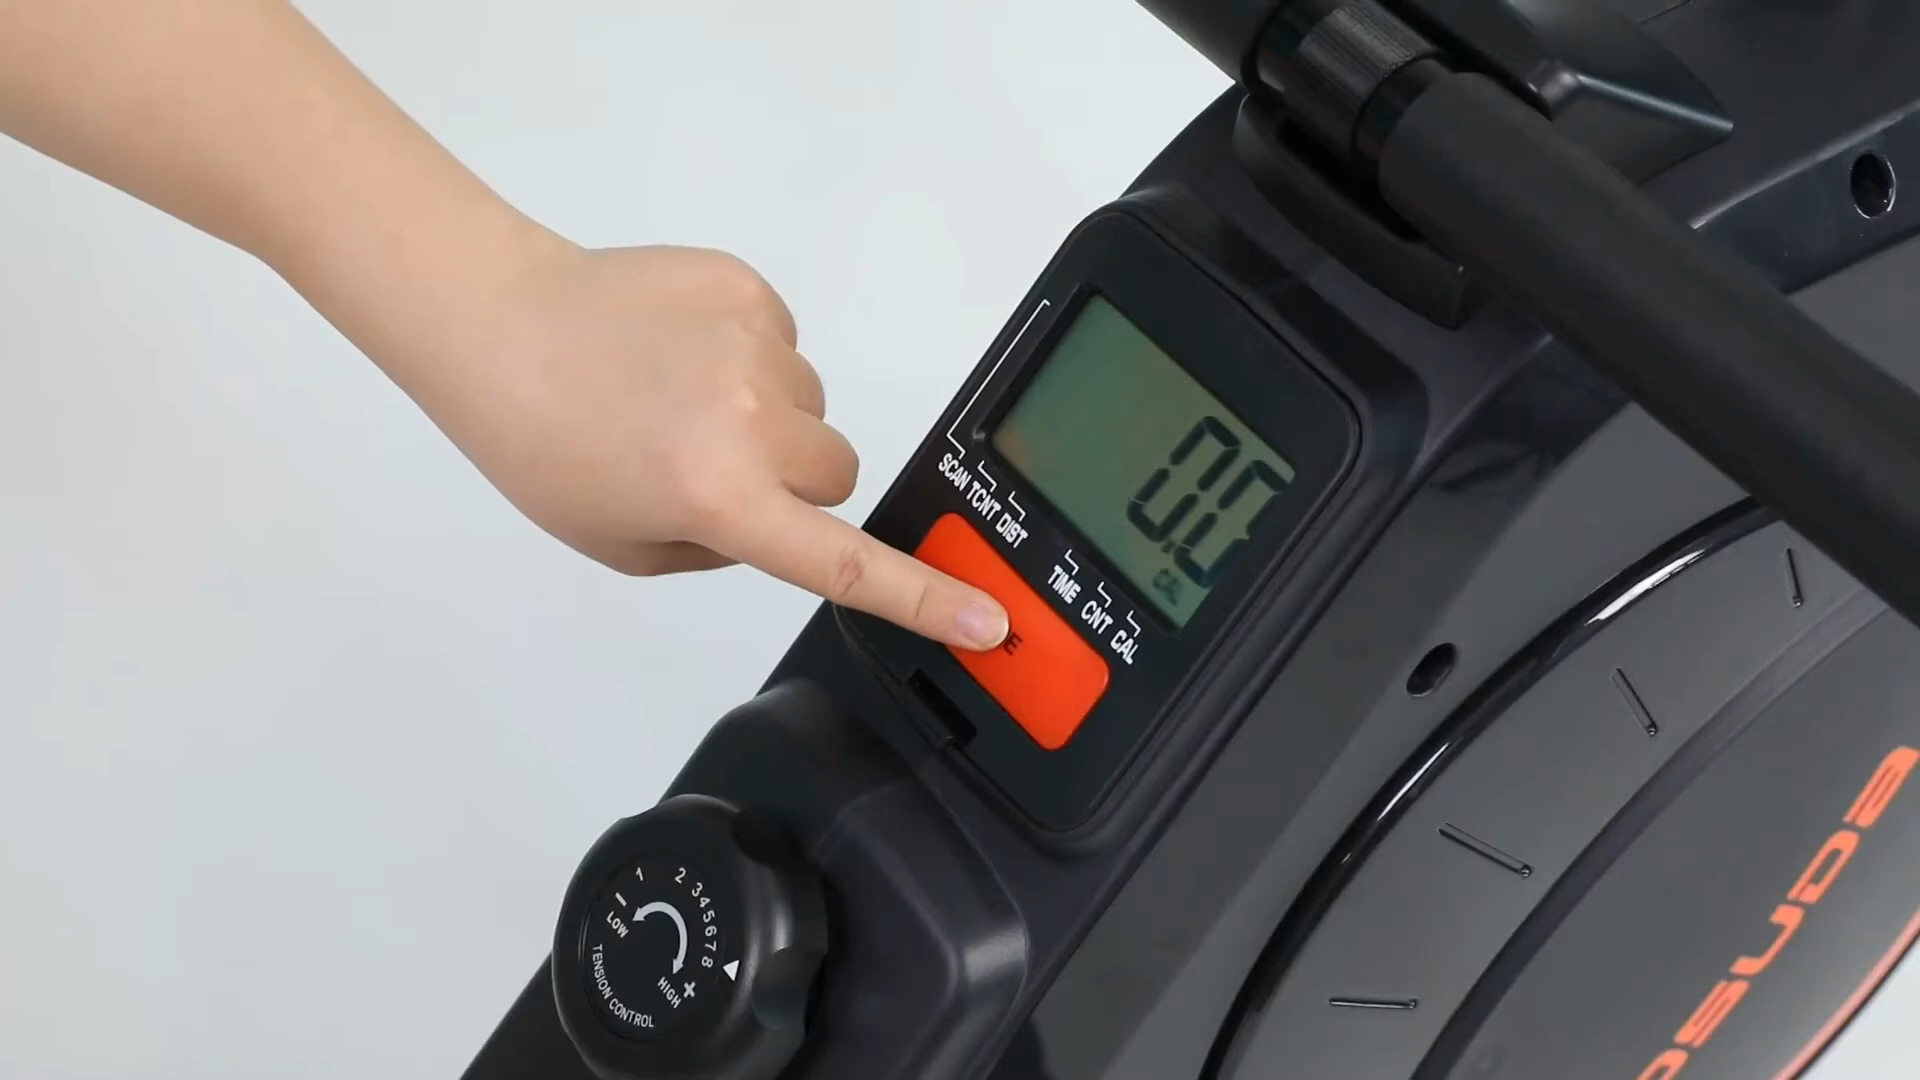 0.0
CAL
SCAN TCNT DIST TIME CNT CAL
E
1 2 3 4 5 6 7 8
LOW
HIGH
TENSION CONTROL